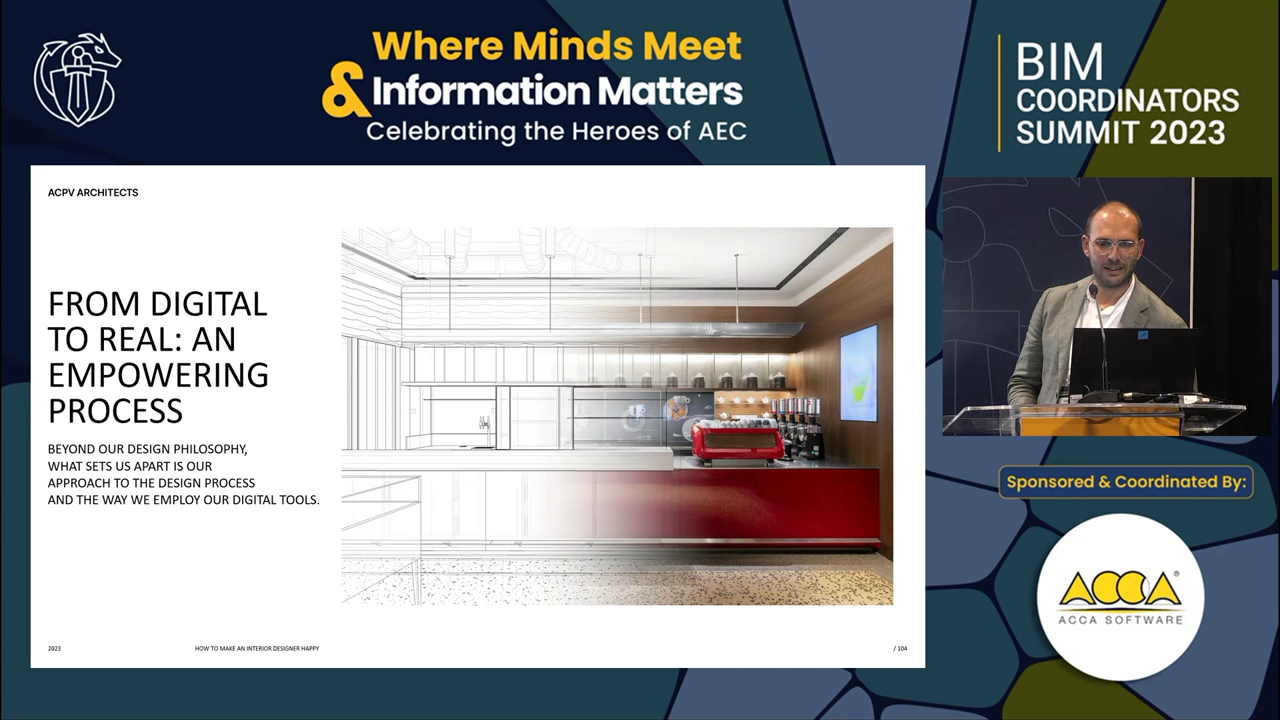 Where Minds Meet
& Information Matters
Celebrating the Heroes of AEC
BIM
COORDINATORS
SUMMIT 2023
ACPV ARCHITECTS
FROM DIGITAL
TO REAL: AN
EMPOWERING
PROCESS
BEYOND OUR DESIGN PHILOSOPHY,
WHAT SETS US APART IS OUR
APPROACH TO THE DESIGN PROCESS
AND THE WAY WE EMPLOY OUR DIGITAL TOOLS.
2023
HOW TO MAKE AN INTERIOR DESIGNER HAPPY
/ 104
Sponsored & Coordinated By:
ACCA®
ACCA SOFTWARE